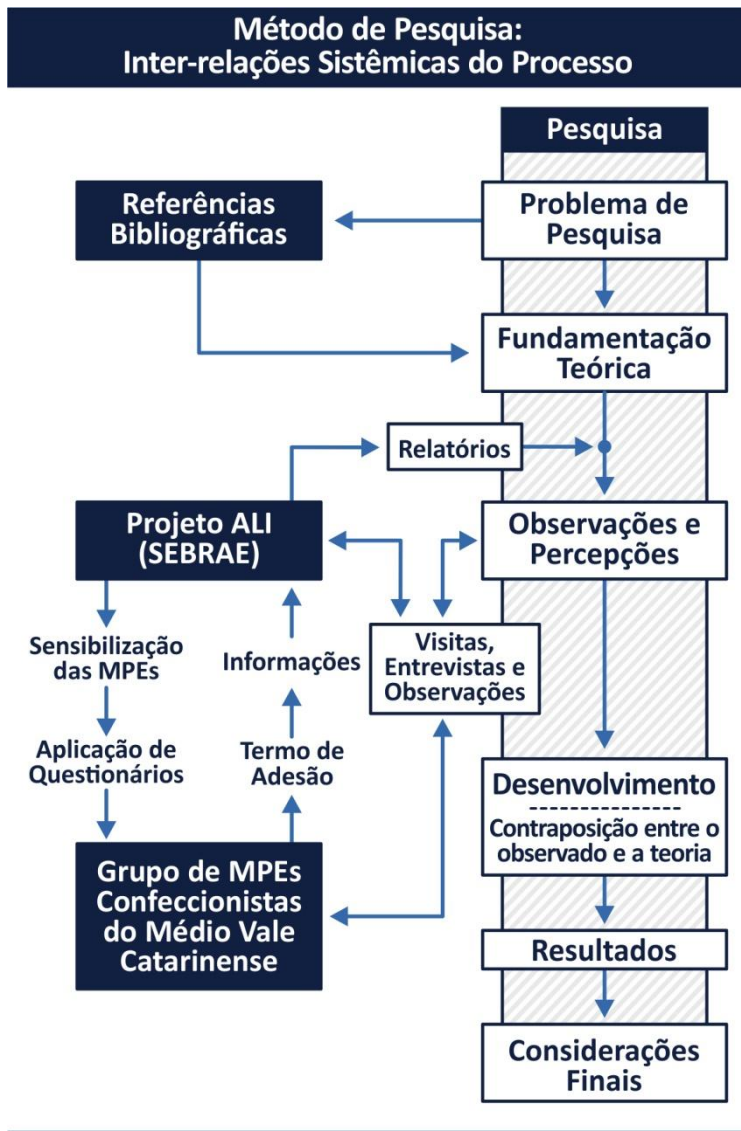 Método de Pesquisa:
Inter-relações Sistêmicas do Processo
Pesquisa
Referências
Bibliográficas
Problema de
Pesquisa
Fundamentação
Teórica
Relatórios
Projeto ALI
(SEBRAE)
Observações e
Percepções
Sensibilização
das MPEs
Informações
Visitas,
Entrevistas e
Observações
Aplicação de
Questionários
Termo de
Adesão
Desenvolvimento
Contraposição entre o
observado e a teoria
Grupo de MPEs
Confeccionistas
do Médio Vale
Catarinense
Resultados
Considerações
Finais